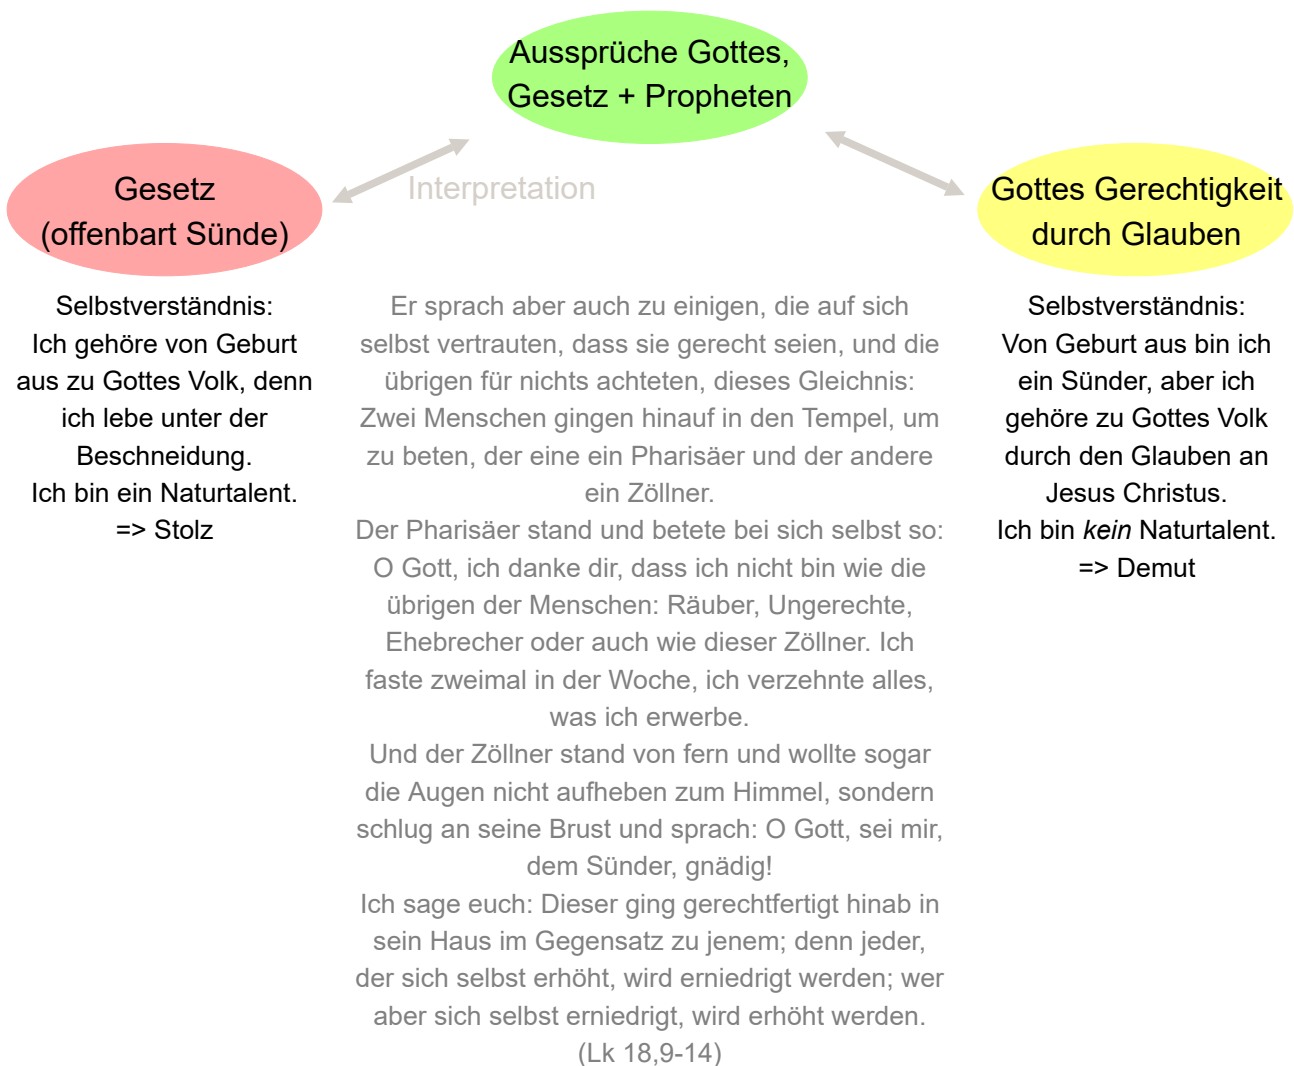 Aussprüche Gottes,
Gesetz + Propheten
Gesetz
(offenbart Sünde)
Interpretation
Gottes Gerechtigkeit
durch Glauben
Selbstverständnis:
Ich gehöre von Geburt
aus zu Gottes Volk, denn
ich lebe unter der
Beschneidung.
Ich bin ein Naturtalent.
=> Stolz
Er sprach aber auch zu einigen, die auf sich
selbst vertrauten, dass sie gerecht seien, und die
übrigen für nichts achteten, dieses Gleichnis:
Zwei Menschen gingen hinauf in den Tempel, um
zu beten, der eine ein Pharisäer und der andere
ein Zöllner.
Der Pharisäer stand und betete bei sich selbst so:
O Gott, ich danke dir, dass ich nicht bin wie die
übrigen der Menschen: Räuber, Ungerechte,
Ehebrecher oder auch wie dieser Zöllner. Ich
faste zweimal in der Woche, ich verzehnte alles,
was ich erwerbe.
Und der Zöllner stand von fern und wollte sogar
die Augen nicht aufheben zum Himmel, sondern
schlug an seine Brust und sprach: O Gott, sei mir,
dem Sünder, gnädig!
Ich sage euch: Dieser ging gerechtfertigt hinab in
sein Haus im Gegensatz zu jenem; denn jeder,
der sich selbst erhöht, wird erniedrigt werden; wer
aber sich selbst erniedrigt, wird erhöht werden.
(Lk 18,9-14)
Selbstverständnis:
Von Geburt aus bin ich
ein Sünder, aber ich
gehöre zu Gottes Volk
durch den Glauben an
Jesus Christus.
Ich bin kein Naturtalent.
=> Demut